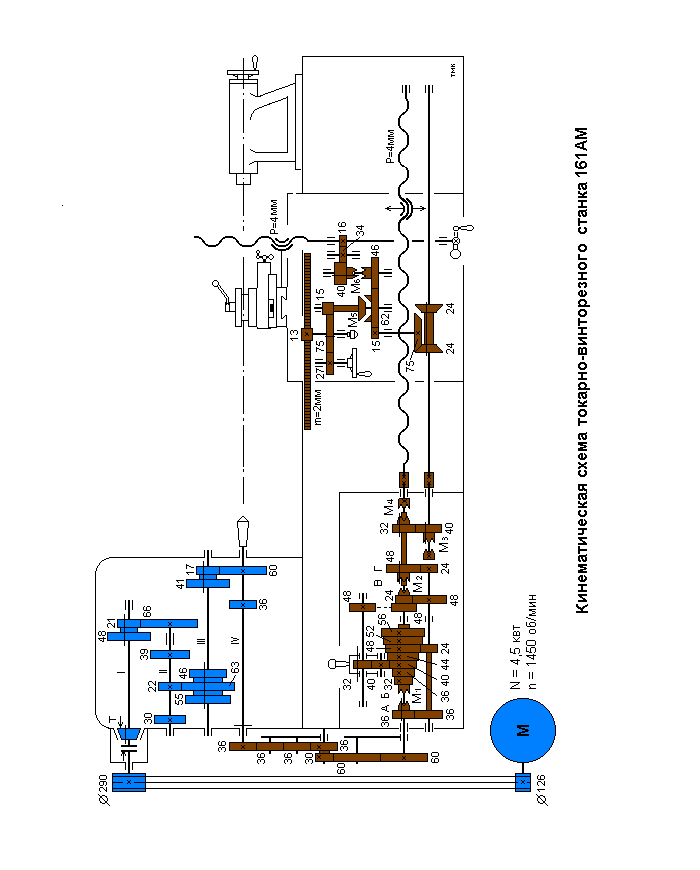 тмк
P=4мм
P=4мм
16
34
46
40
М6
15
М5
62
13
75
15
27
m=2мм
75
24
24
М4
32
40
М3
48
Г
В
М2
24
24
48
48
48
56
52
48
32
40
32
24
44
40
36
М1
Б
А
36
36
17
41
60
36
21
48
66
I
39
II
III
IV
46
63
22
55
30
Т
36
36
36
30
36
36
60
60
Ø290
Ø126
М
N = 4,5 квт
n = 1450 об/мин
Кинематическая схема токарно-винторезного станка 161АМ